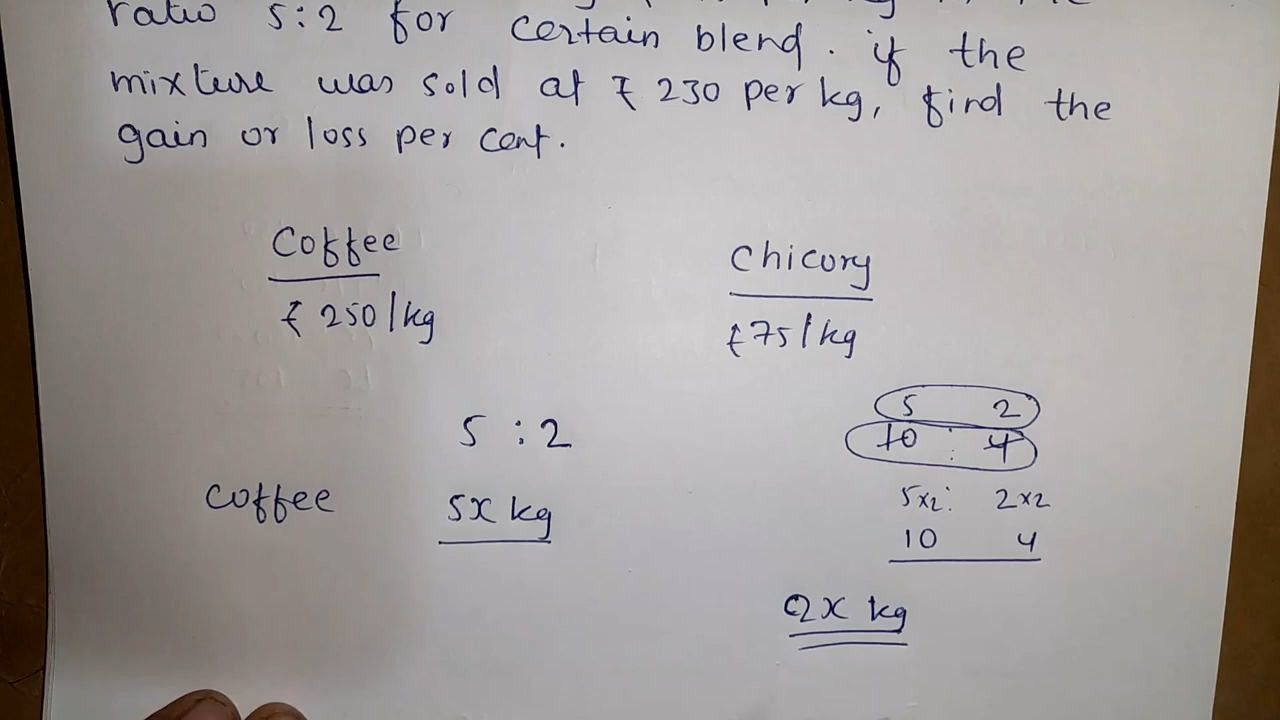 ratio 5:2 for certain blend. if the
mixture was sold at ₹ 230 per kg, find the
gain or loss per cent.
Coffee
Chicory
₹ 250/kg
₹75/kg
5 2
5 : 2
10 : 4
coffee 5x kg
5x2: 2x2
10 4
2x kg